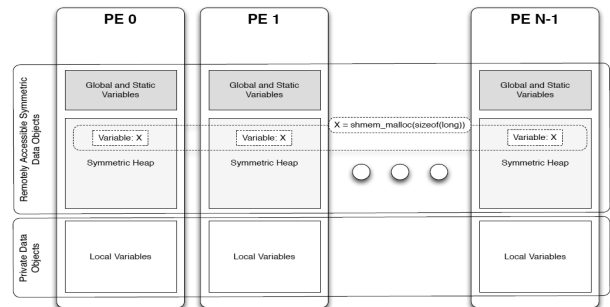 PE 0
PE 1
PE N-1
Remotely Accessible Symmetric
Data Objects
Global and Static
Variables
Global and Static
Variables
Global and Static
Variables
X = shmem_malloc(sizeof(long))
Variable: X
Variable: X
Variable: X
Symmetric Heap
Symmetric Heap
Symmetric Heap
Private Data
Objects
Local Variables
Local Variables
Local Variables